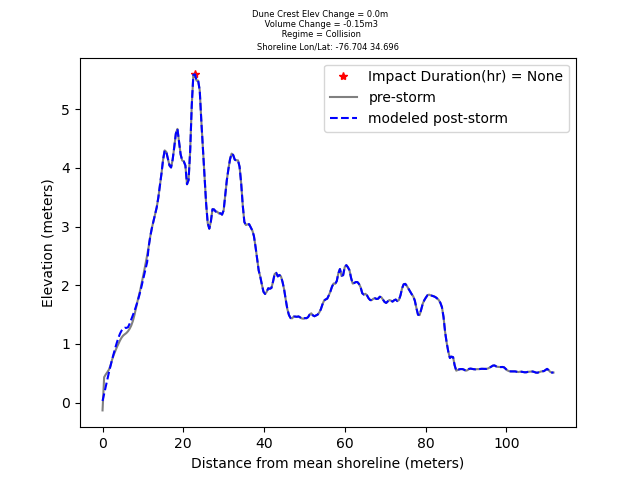 Dune Crest Elev Change = 0.0m
Volume Change = -0.15m3
Regime = Collision
Shoreline Lon/Lat: -76.704 34.696
Impact Duration(hr) = None
pre-storm
modeled post-storm
Elevation (meters)
5
4
3
2
1
0
0 20 40 60 80 100
Distance from mean shoreline (meters)